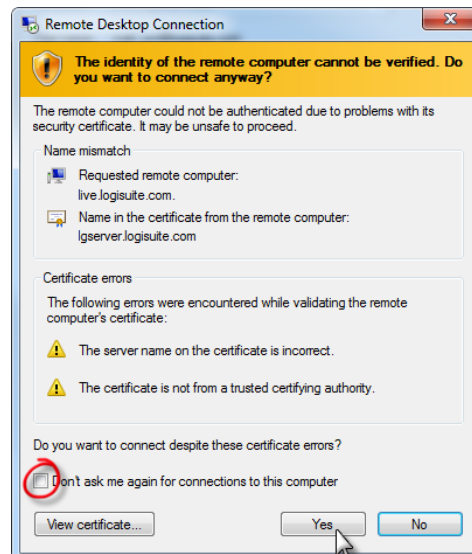 Remote Desktop Connection
The identity of the remote computer cannot be verified. Do
you want to connect anyway?
The remote computer could not be authenticated due to problems with its
security certificate. It may be unsafe to proceed.
Name mismatch
Requested remote computer:
live.logisuite.com.
Name in the certificate from the remote computer:
lgserver.logisuite.com
Certificate errors
The following errors were encountered while validating the remote
computer's certificate:
The server name on the certificate is incorrect.
The certificate is not from a trusted certifying authority.
Do you want to connect despite these certificate errors?
Don't ask me again for connections to this computer
View certificate... Yes No